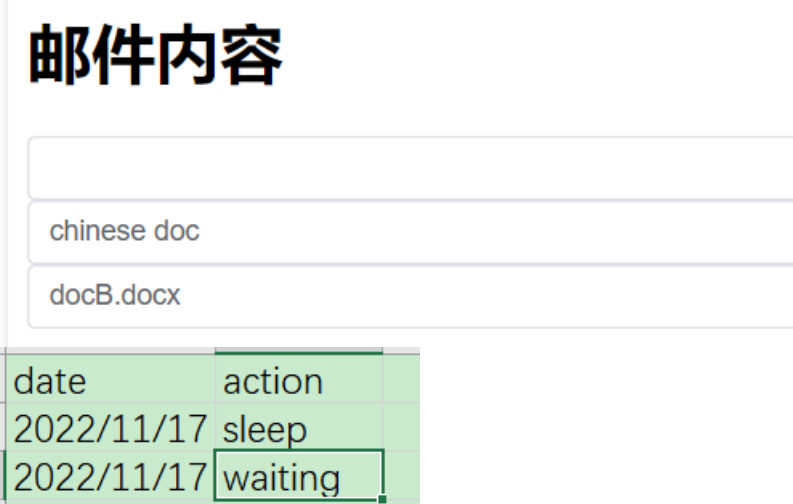 邮件内容
chinese doc
docB.docx
date action
2022/11/17 sleep
2022/11/17 waiting